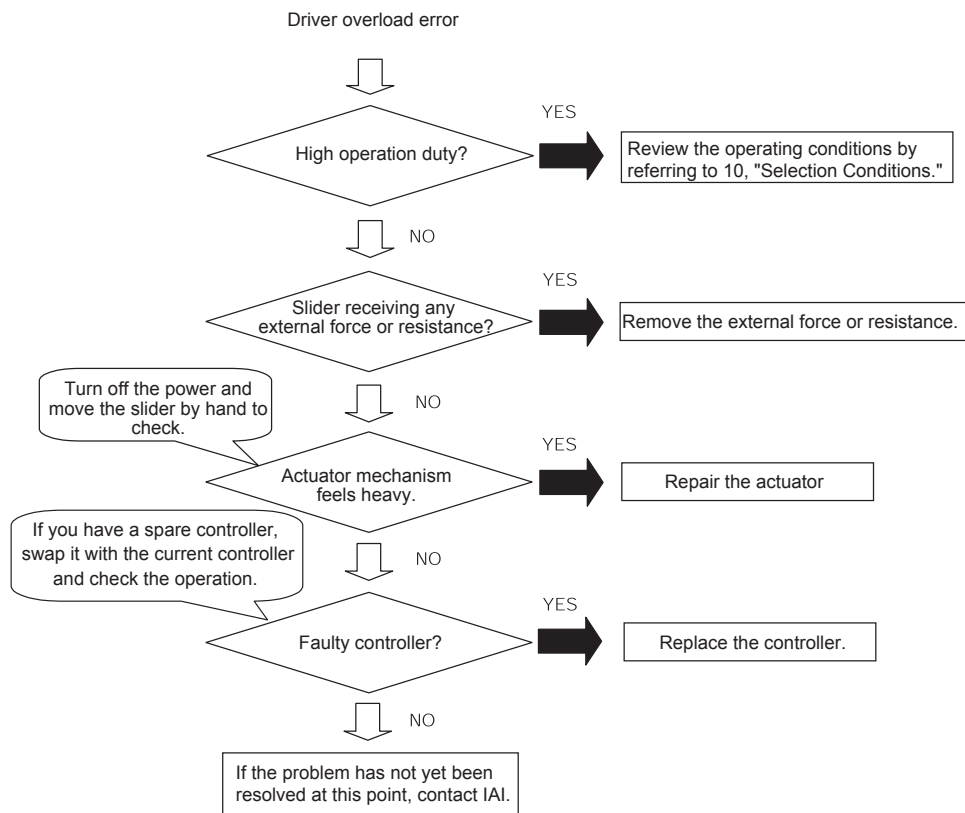 Driver overload error
YES
High operation duty?
Review the operating conditions by
referring to 10, "Selection Conditions."
NO
YES
Slider receiving any
external force or resistance?
Remove the external force or resistance.
NO
Turn off the power and
move the slider by hand to
check.
YES
Actuator mechanism
feels heavy.
Repair the actuator
NO
If you have a spare controller,
swap it with the current controller
and check the operation.
YES
Faulty controller?
Replace the controller.
NO
If the problem has not yet been
resolved at this point, contact IAI.